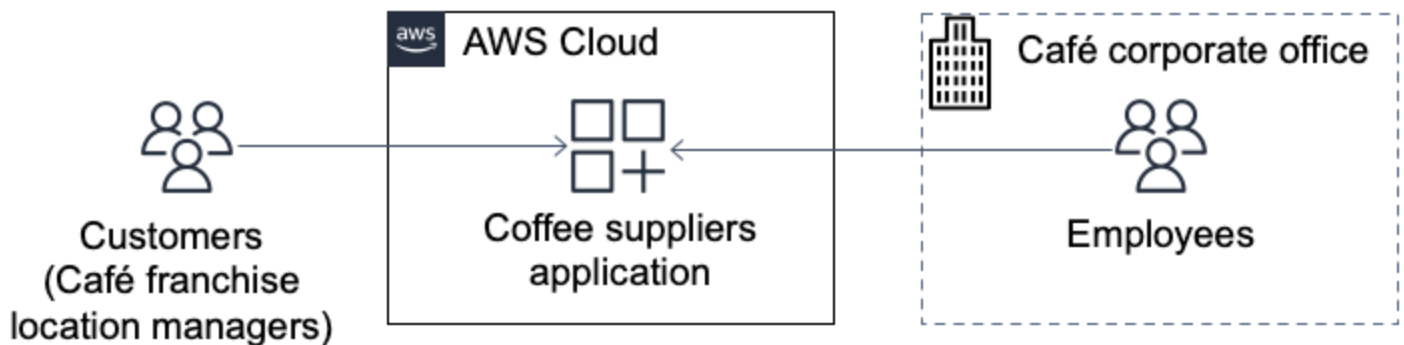 aws
AWS Cloud
Café corporate office
Customers
(Café franchise
location managers)
Coffee suppliers
application
Employees